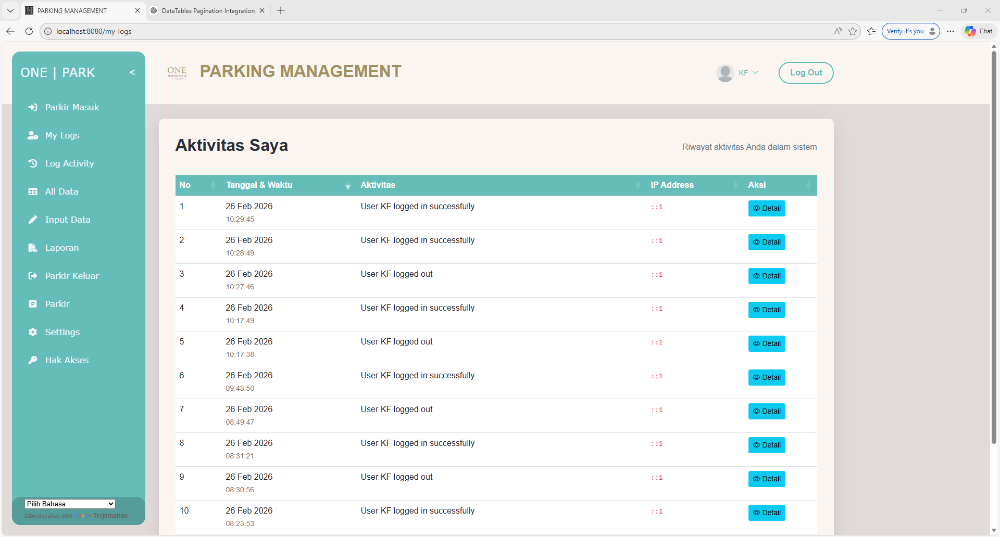 PARKING MANAGEMENT
DataTables Pagination Integration
localhost:8080/my-logs
Verify it's you
Chat
ONE | PARK
<
ONE
BATAM MALL
PARKING MANAGEMENT
KF
Log Out
Parkir Masuk
My Logs
Log Activity
All Data
Input Data
Laporan
Parkir Keluar
Parkir
Settings
Hak Akses
Pilih Bahasa
Diberdayakan oleh Google Terjemahan
Aktivitas Saya
Riwayat aktivitas Anda dalam sistem
No Tanggal & Waktu Aktivitas IP Address Aksi
1 26 Feb 2026 User KF logged in successfully ::1 Detail
10:29:45
2 26 Feb 2026 User KF logged in successfully ::1 Detail
10:28:49
3 26 Feb 2026 User KF logged out ::1 Detail
10:27:46
4 26 Feb 2026 User KF logged in successfully ::1 Detail
10:17:49
5 26 Feb 2026 User KF logged out ::1 Detail
10:17:38
6 26 Feb 2026 User KF logged in successfully ::1 Detail
09:43:50
7 26 Feb 2026 User KF logged out ::1 Detail
08:49:47
8 26 Feb 2026 User KF logged in successfully ::1 Detail
08:31:21
9 26 Feb 2026 User KF logged out ::1 Detail
08:30:56
10 26 Feb 2026 User KF logged in successfully ::1 Detail
08:23:53